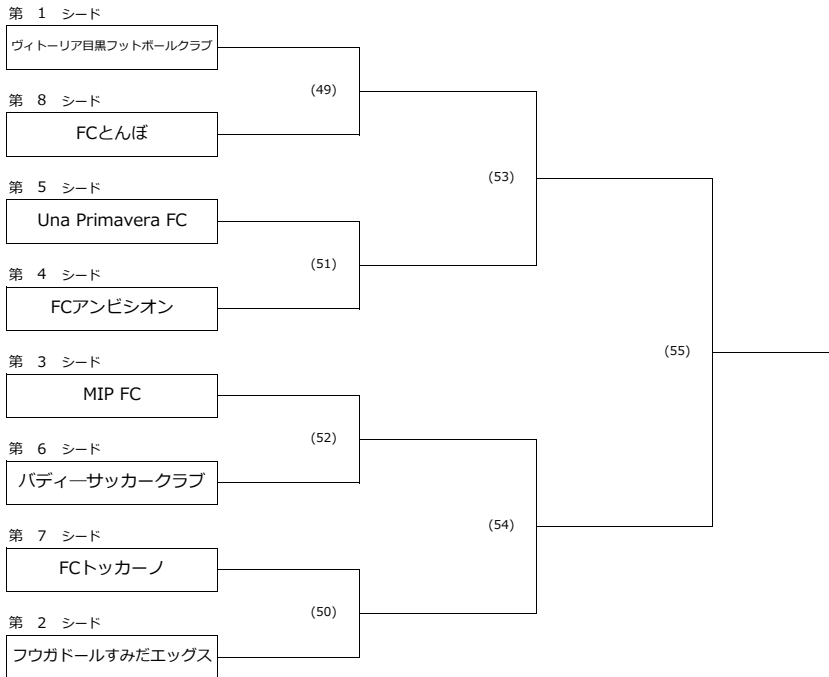 第 1 シード
ヴィトーリア目黒フットボールクラブ
(49)
第 8 シード
FCとんぼ
(53)
第 5 シード
Una Primavera FC
(51)
第 4 シード
FCアンビシオン
(55)
第 3 シード
MIP FC
(52)
第 6 シード
バディ―サッカークラブ
(54)
第 7 シード
FCトッカーノ
(50)
第 2 シード
フウガドールすみだエッグス